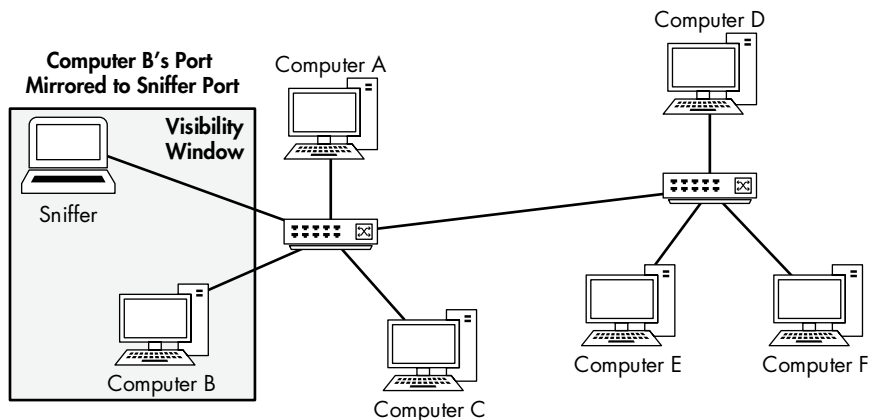 Computer B’s Port
Mirrored to Sniffer Port
Visibility
Window
Sniffer
Computer B
Computer A
Computer C
Computer D
Computer E
Computer F